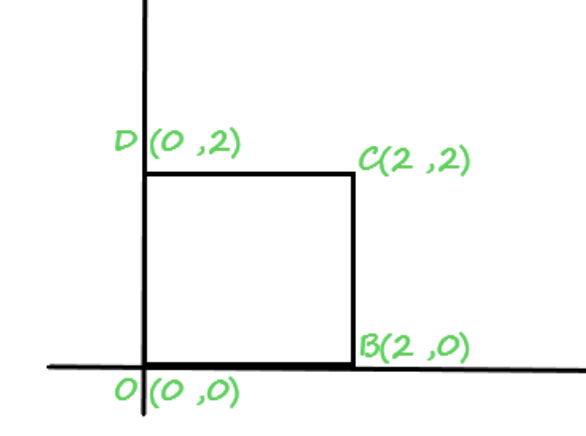 D (0 ,2)
C(2 ,2)
B(2 ,0)
O (0 ,0)